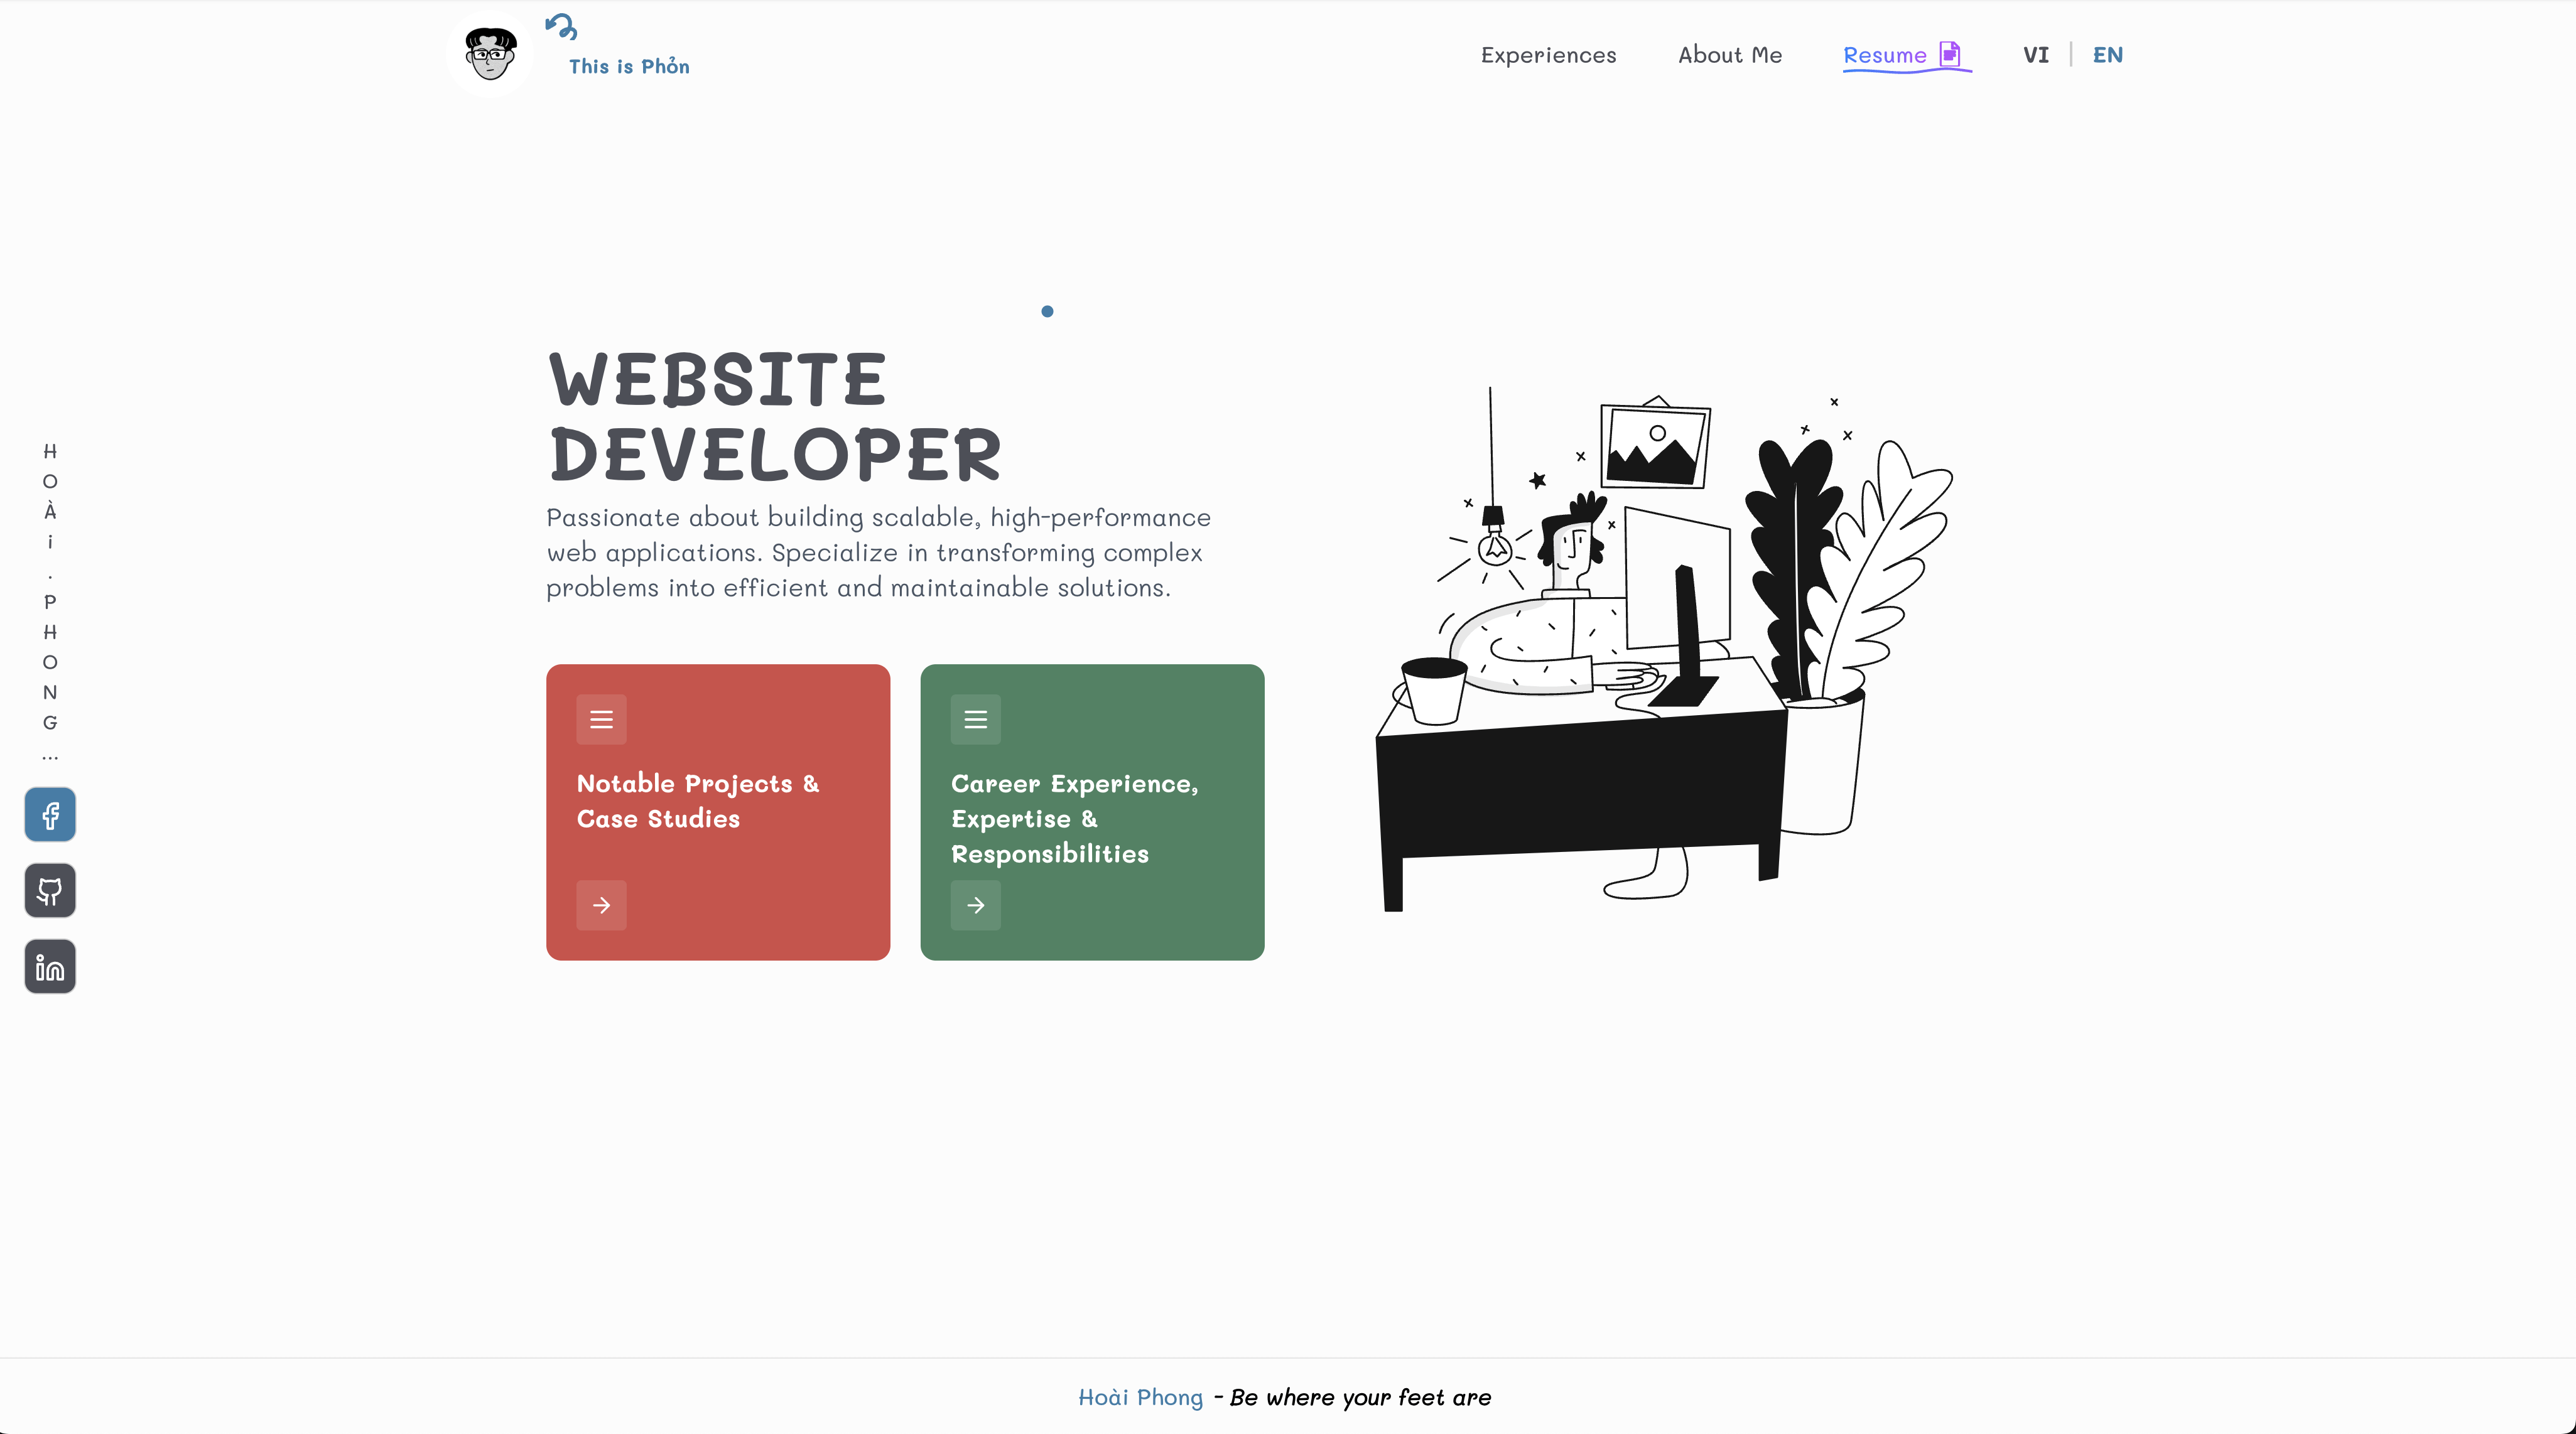 This is Phỏn
Experiences
About Me
Resume
VI | EN
WEBSITE
DEVELOPER
Passionate about building scalable, high-performance
web applications. Specialize in transforming complex
problems into efficient and maintainable solutions.
H
O
À
i
.
P
H
O
N
G
...
Notable Projects &
Case Studies
Career Experience,
Expertise &
Responsibilities
Hoài Phong - Be where your feet are